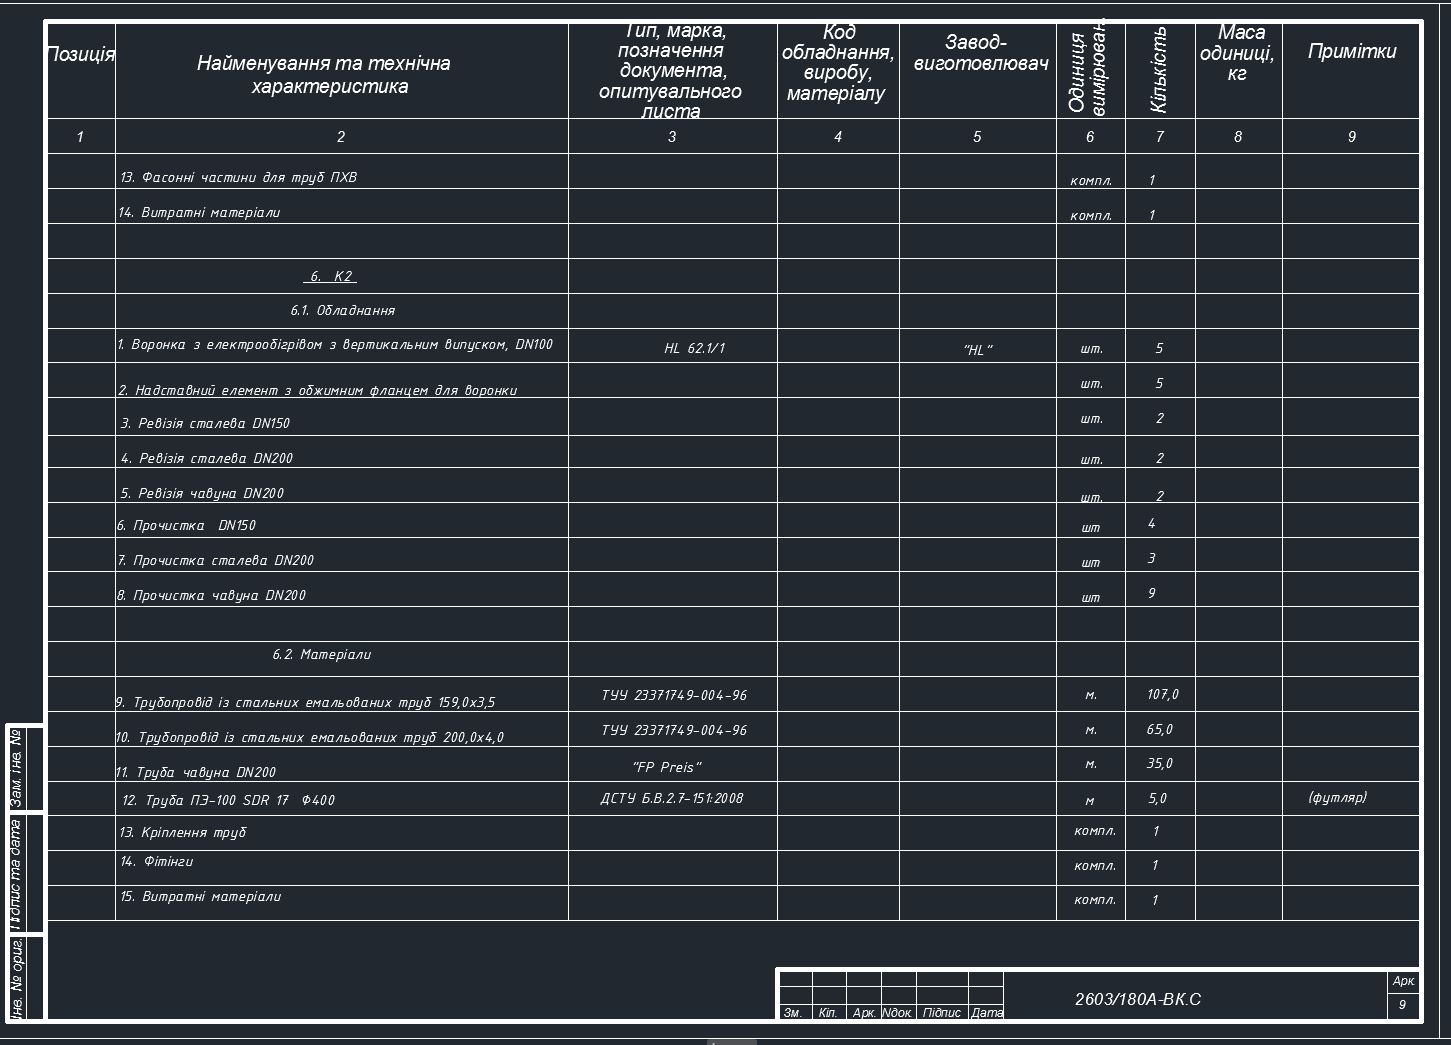 Позиція
Найменування та технічна
характеристика
Тип, марка,
позначення
документа,
опитувального
листа
Код
обладнання,
виробу,
матеріалу
Завод-
виготовлювач
Одиниця
вимірюван.
Кількість
Маса
одиниці,
кг
Примітки
1 2 3 4 5 6 7 8 9
13. Фасонні частини для труб ПХВ компл. 1
14. Витратні матеріали компл. 1
6. К2
6.1. Обладнання
1. Воронка з електрообігрівом з вертикальним випуском, DN100 HL 62.1/1 "HL" шт. 5
2. Надставний елемент з обжимним фланцем для воронки шт. 5
3. Ревізія сталева DN150 шт. 2
4. Ревізія сталева DN200 шт. 2
5. Ревізія чавуна DN200 шт. 2
6. Прочистка DN150 шт 4
7. Прочистка сталева DN200 шт 3
8. Прочистка чавуна DN200 шт 9
6.2. Матеріали
9. Трубопровід із стальних емальованих труб 159,0х3,5 ТУУ 23371749-004-96 м. 107,0
10. Трубопровід із стальних емальованих труб 200,0х4,0 ТУУ 23371749-004-96 м. 65,0
11. Труба чавуна DN200 "FP Preis" м. 35,0
12. Труба ПЭ-100 SDR 17 Ф400 ДСТУ Б.В.2.7-151:2008 м 5,0 (футляр)
13. Кріплення труб компл. 1
14. Фітінги компл. 1
15. Витратні матеріали компл. 1
Зам. інв. №
Підпис та дата
Інв. № ориг.
Зм. Кіл. Арк. Nдок. Підпис Дата
2603/180А-ВК.С
Арк.
9